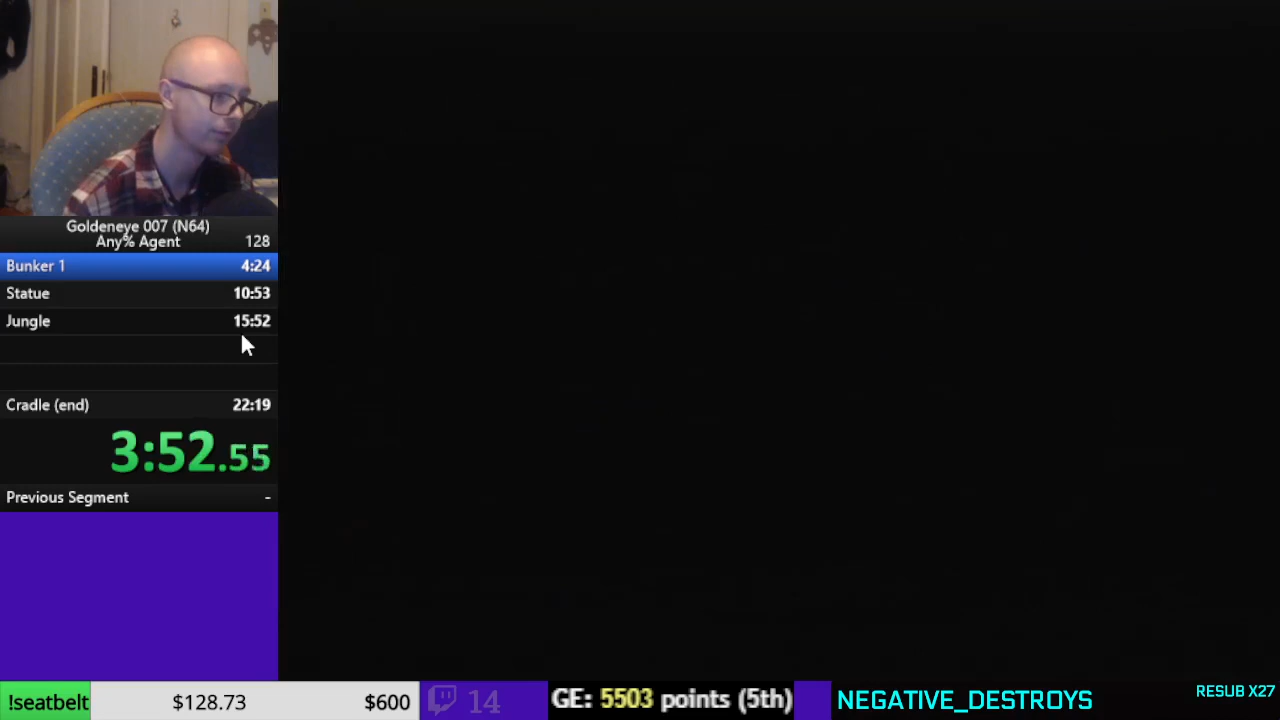 Goldeneye 007 (N64)
Any% Agent 128
Bunker 1 4:24
Statue 10:53
Jungle 15:52
Cradle (end) 22:19
3:52.55
Previous Segment -
!seatbelt $128.73 $600 14 GE: 5503 points (5th) NEGATIVE_DESTROYS RESUB X27